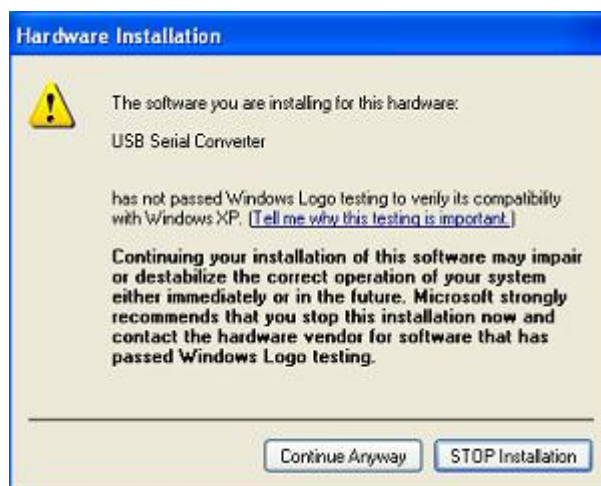 Hardware Installation
The software you are installing for this hardware:
USB Serial Converter
has not passed Windows Logo testing to verify its compatibility
with Windows XP. (Tell me why this testing is important.)
Continuing your installation of this software may impair
or destabilize the correct operation of your system
either immediately or in the future. Microsoft strongly
recommends that you stop this installation now and
contact the hardware vendor for software that has
passed Windows Logo testing.
Continue Anyway
STOP Installation